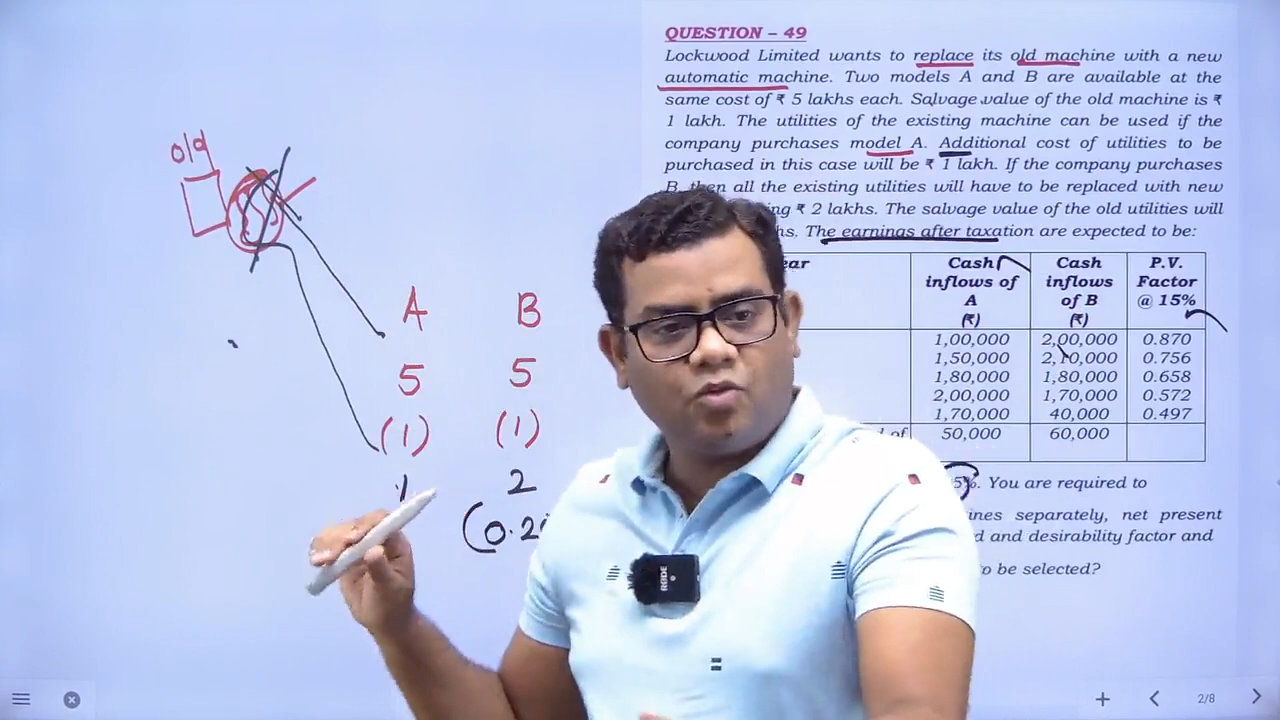 QUESTION – 49
Lockwood Limited wants to replace its old machine with a new
automatic machine. Two models A and B are available at the
same cost of ₹ 5 lakhs each. Salvage value of the old machine is ₹
1 lakh. The utilities of the existing machine can be used if the
company purchases model A. Additional cost of utilities to be
purchased in this case will be ₹ 1 lakh. If the company purchases
B, then all the existing utilities will have to be replaced with new
₹ 2 lakhs. The salvage value of the old utilities will
The earnings after taxation are expected to be:
Cash inflows of A (₹) Cash inflows of B (₹) P.V. Factor @ 15%
1,00,000 2,00,000 0.870
1,50,000 2,10,000 0.756
1,80,000 1,80,000 0.658
2,00,000 1,70,000 0.572
1,70,000 40,000 0.497
of 50,000 60,000
5%. You are required to
separately, net present
and desirability factor and
to be selected?
old
A B
5 5
(1) (1)
1 2
RODE
2/8